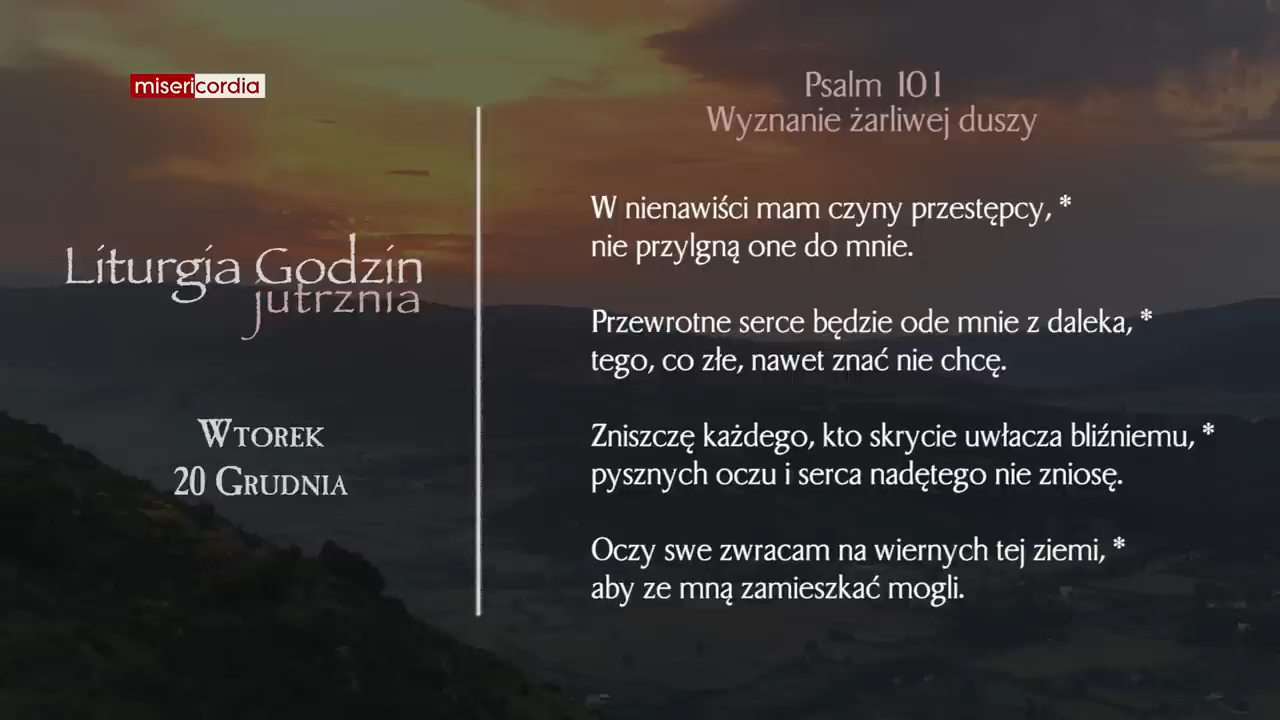 misericordia
Liturgia Godzin
jutrznia
Wtorek
20 Grudnia
Psalm 101
Wyznanie żarliwej duszy
W nienawiści mam czyny przestępcy, *
nie przylgną one do mnie.
Przewrotne serce będzie ode mnie z daleka, *
tego, co złe, nawet znać nie chcę.
Zniszczę każdego, kto skrycie uwłacza bliźniemu, *
pysznych oczu i serca nadętego nie zniosę.
Oczy swe zwracam na wiernych tej ziemi, *
aby ze mną zamieszkać mogli.